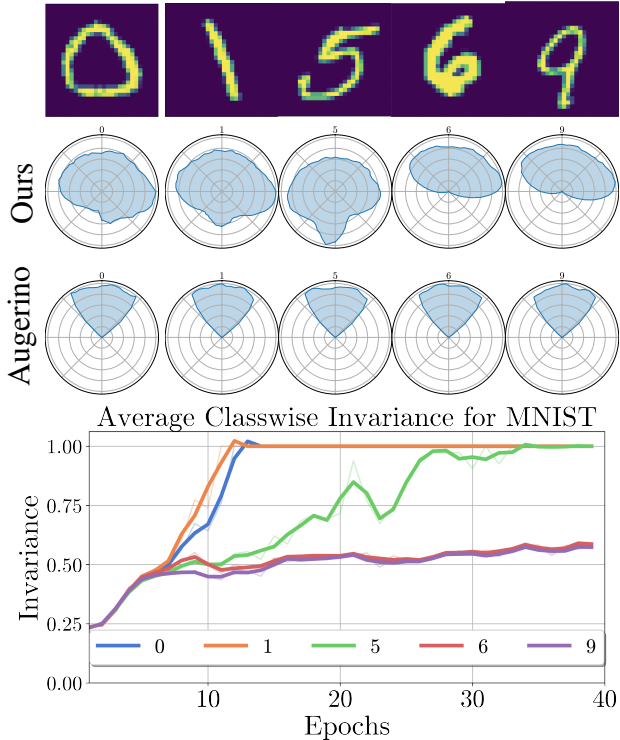 0 1 5 6 9
Ours
0 1 5 6 9
Augerino
0 1 5 6 9
Average Classwise Invariance for MNIST
1.00
0.75
0.50
0.25
0.00
Invariance
0 1 5 6 9
10 20 30 40
Epochs